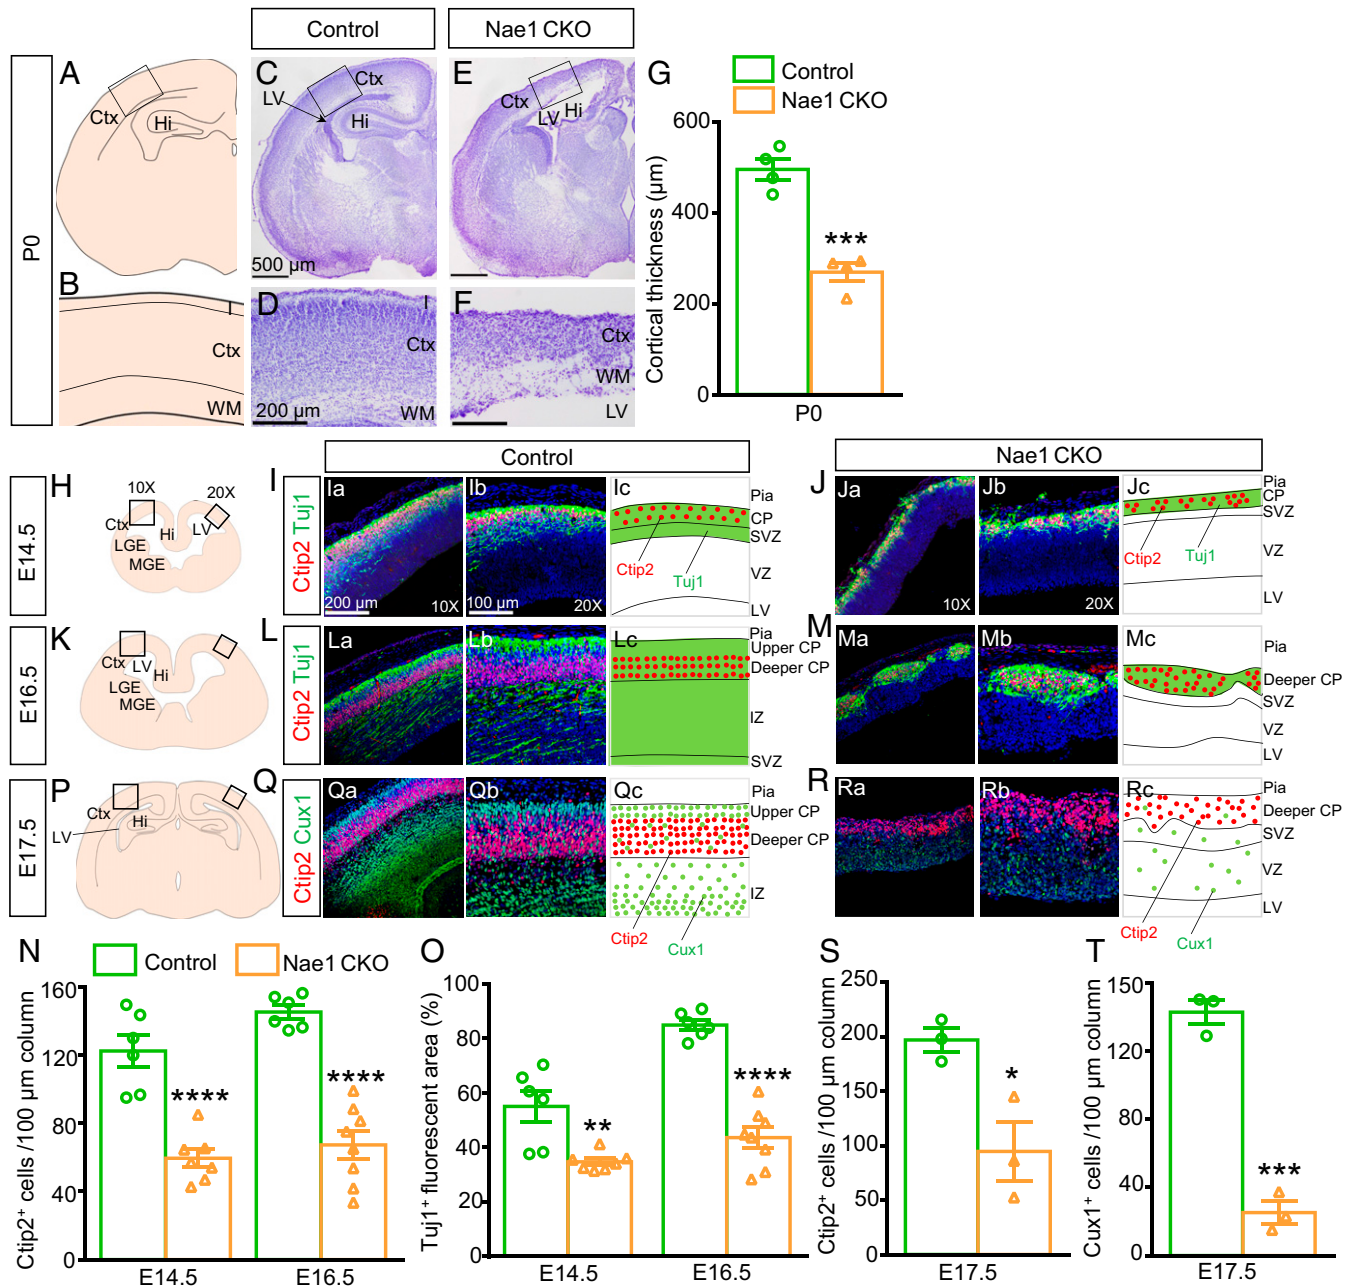 Control
Nae1 CKO
P0
A
Ctx
Hi
B
I
Ctx
WM
C
Ctx
LV
Hi
500 µm
D
I
Ctx
200 µm
WM
E
Ctx
LV
Hi
F
Ctx
WM
LV
G
Control
Nae1 CKO
Cortical thickness (µm)
600
400
200
0
***
P0
Control
Nae1 CKO
E14.5
H
10X
20X
Ctx
Hi
LV
LGE
MGE
I
Ctip2 Tuj1
Ia
200 µm
10X
Ib
100 µm
20X
Ic
Ctip2
Tuj1
Pia
CP
SVZ
VZ
LV
J
Ja
10X
Jb
20X
Jc
Ctip2
Tuj1
Pia
CP
SVZ
VZ
LV
E16.5
K
Ctx
LV
Hi
LGE
MGE
L
Ctip2 Tuj1
La
Lb
Lc
Pia
Upper CP
Deeper CP
IZ
SVZ
M
Ma
Mb
Mc
Pia
Deeper CP
SVZ
VZ
LV
E17.5
P
Ctx
LV
Hi
Q
Ctip2 Cux1
Qa
Qb
Qc
Pia
Upper CP
Deeper CP
IZ
Ctip2
Cux1
R
Ra
Rb
Rc
Pia
Deeper CP
SVZ
VZ
LV
Ctip2
Cux1
N
Control
Nae1 CKO
Ctip2+ cells /100 µm column
160
120
80
40
0
****
****
E14.5
E16.5
O
Tuj1+ fluorescent area (%)
100
80
60
40
20
0
**
****
E14.5
E16.5
S
Ctip2+ cells /100 µm column
250
200
150
100
50
0
*
E17.5
T
Cux1+ cells /100 µm column
150
120
80
40
0
***
E17.5